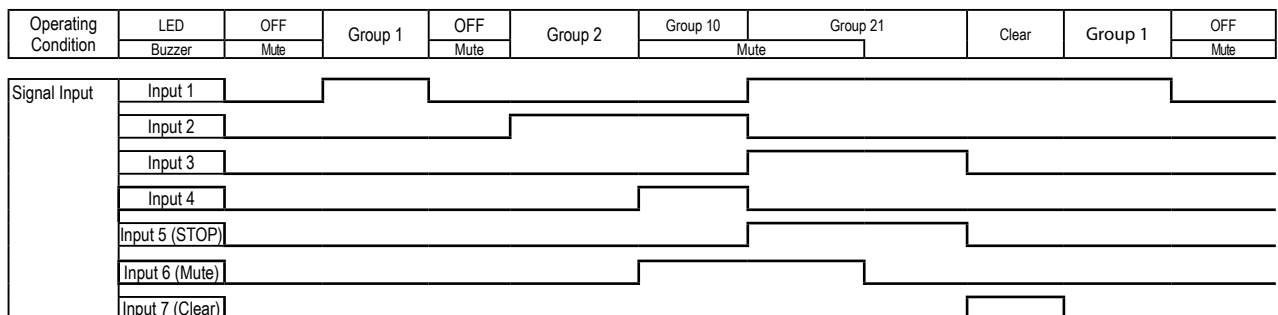 Operating Condition LED OFF Group 1 OFF Group 2 Group 10 Group 21 Clear Group 1 OFF
Buzzer Mute Mute Mute Mute
Signal Input Input 1
Input 2
Input 3
Input 4
Input 5 (STOP)
Input 6 (Mute)
Input 7 (Clear)